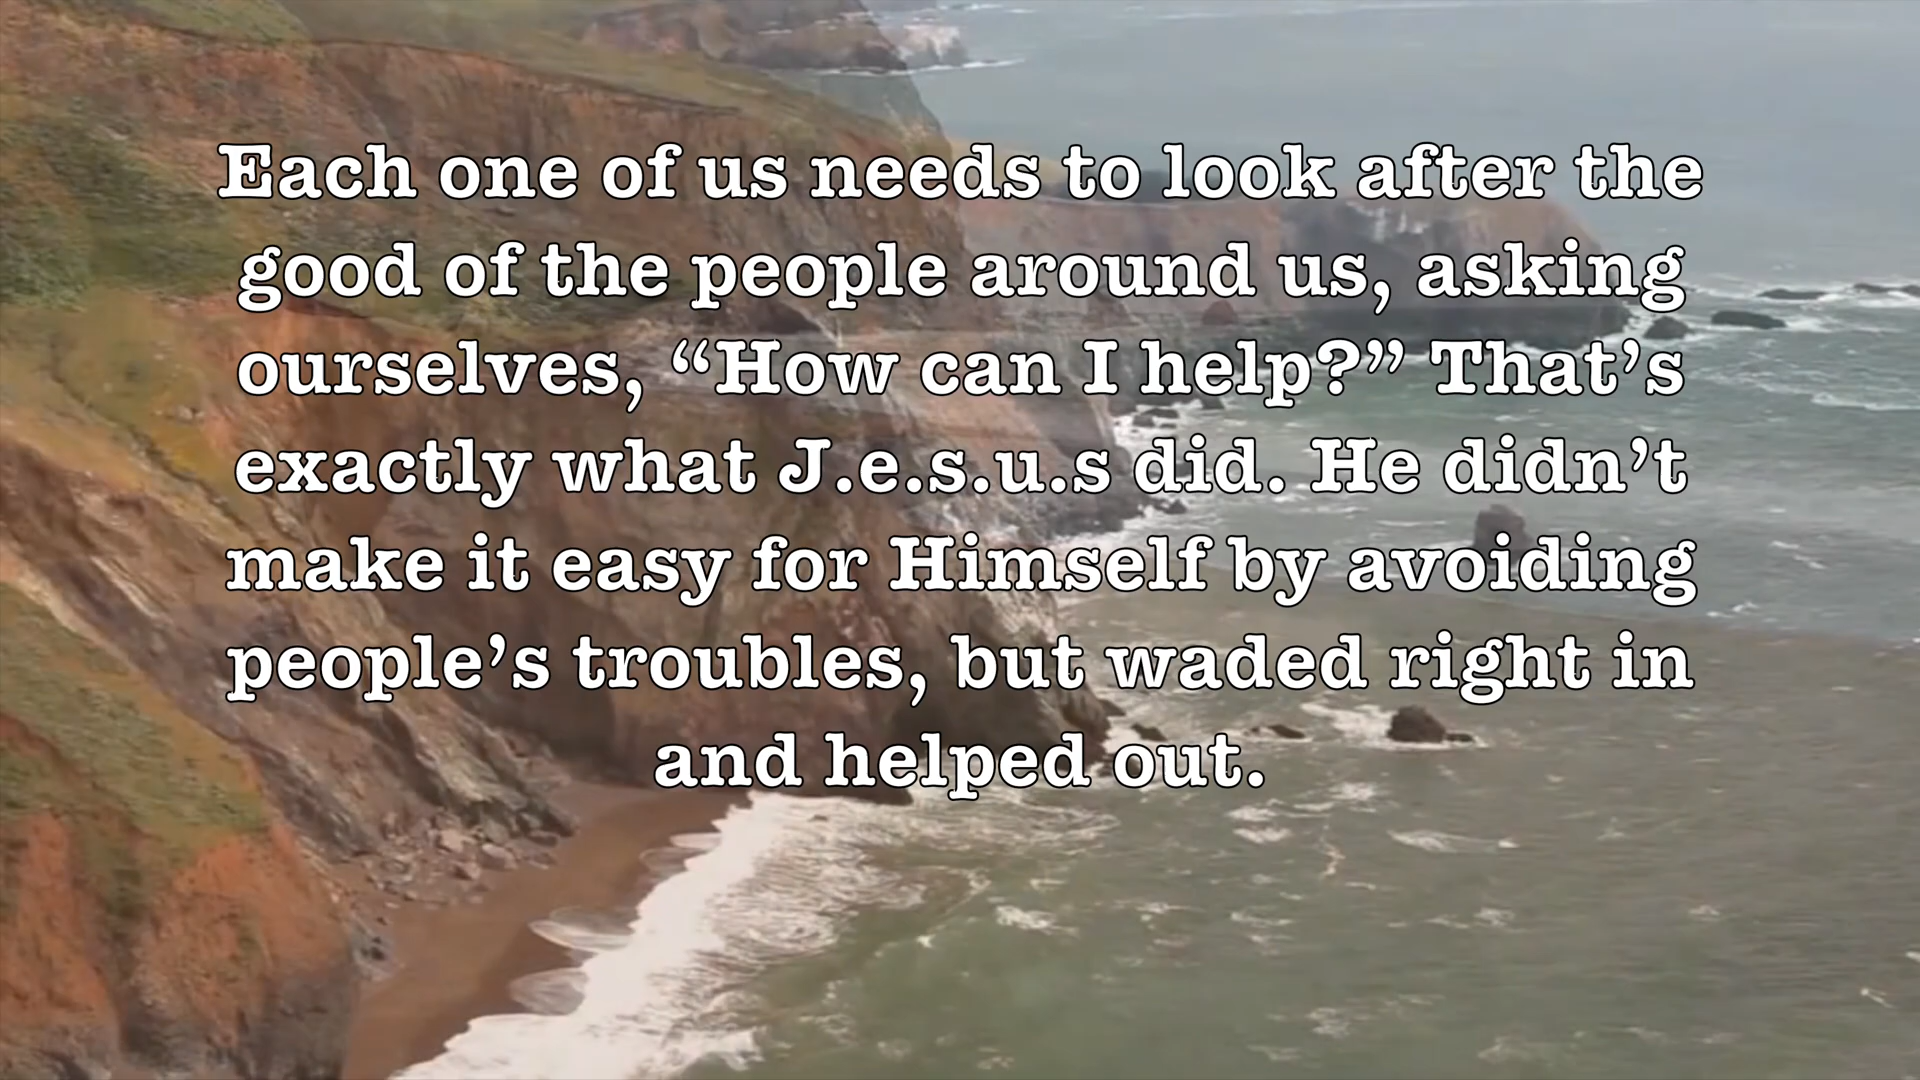 Each one of us needs to look after the
good of the people around us, asking
ourselves, “How can I help?” That’s
exactly what J.e.s.u.s did. He didn’t
make it easy for Himself by avoiding
people’s troubles, but waded right in
and helped out.